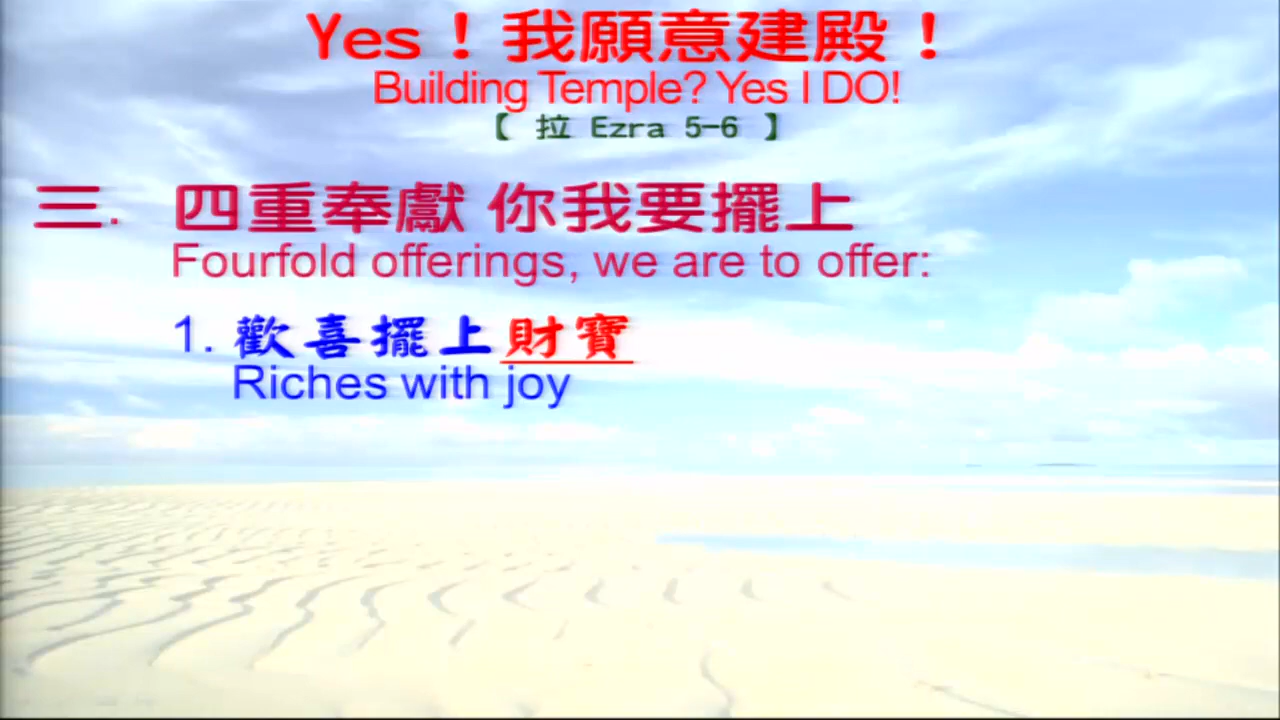 Yes！我願意建殿！
Building Temple? Yes I DO!
【 拉 Ezra 5-6 】
三. 四重奉獻 你我要擺上
Fourfold offerings, we are to offer:
1. 歡喜擺上財寶
Riches with joy